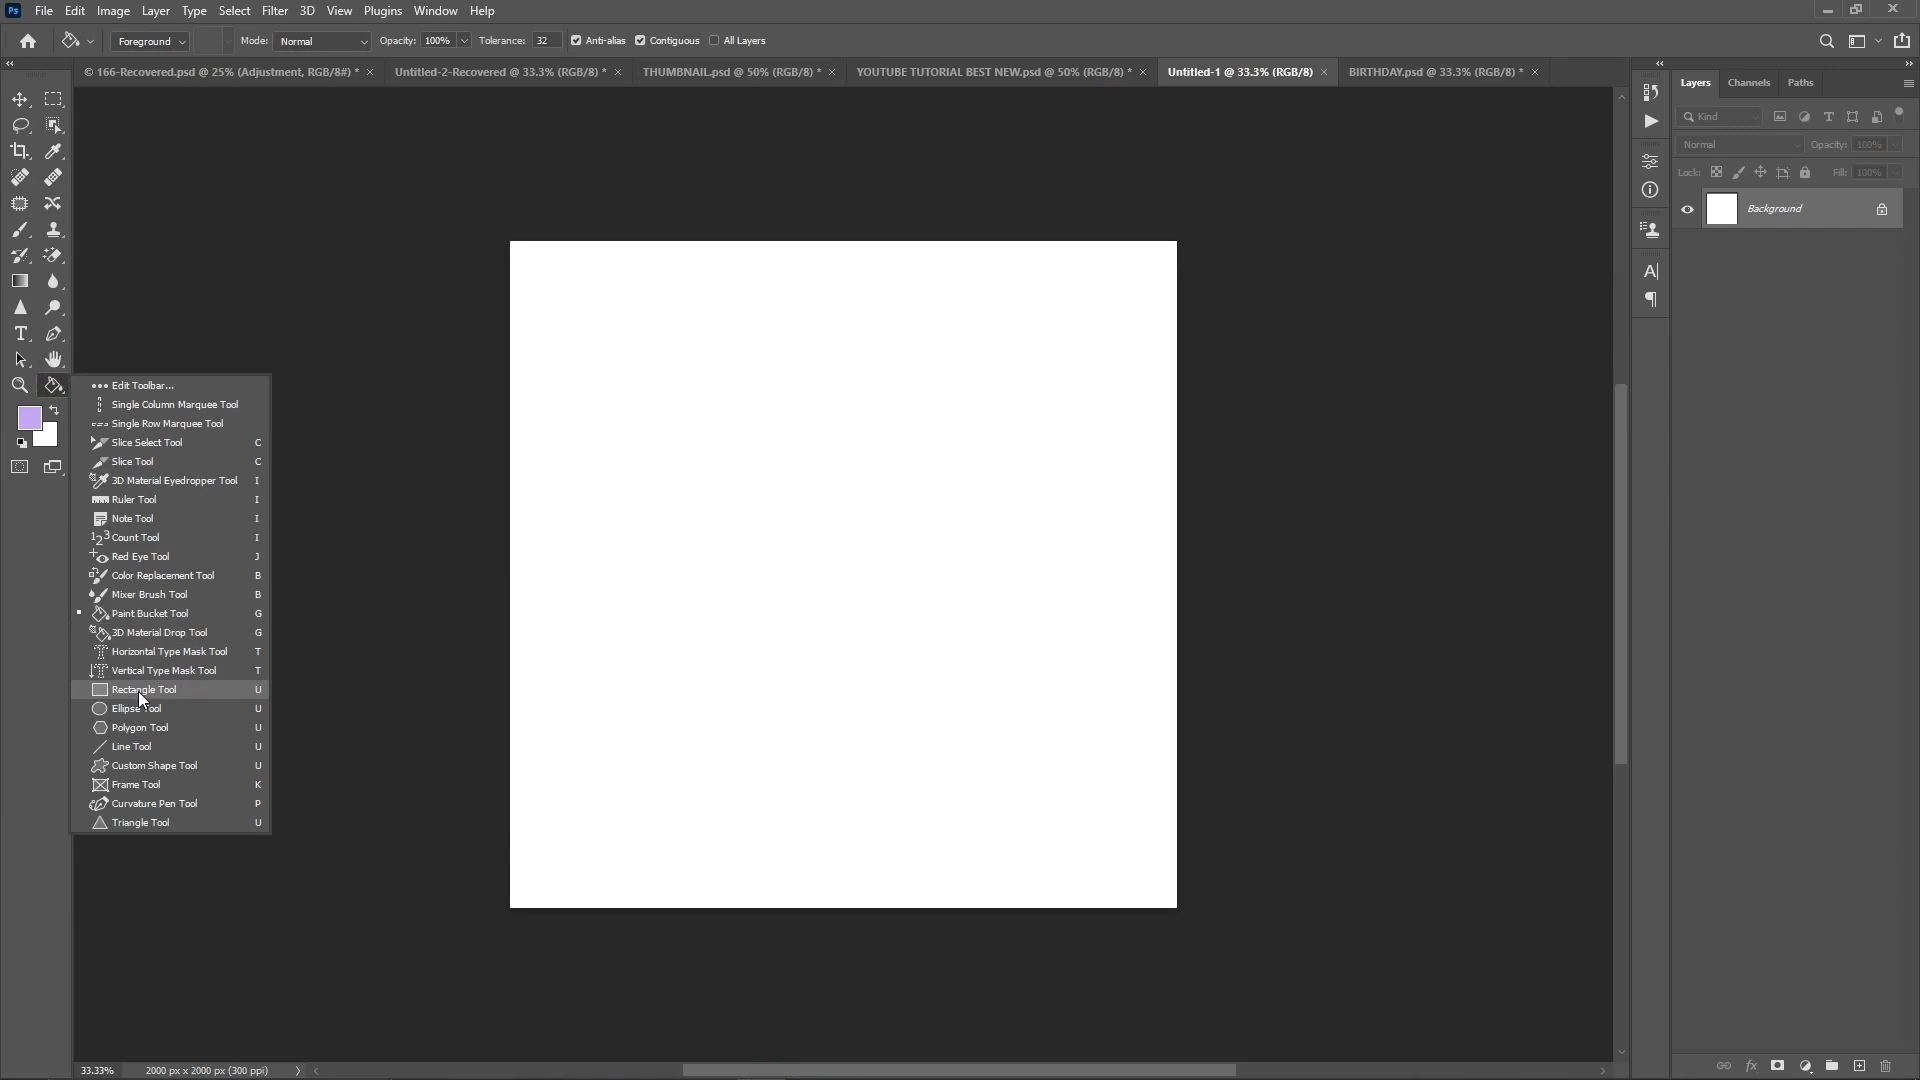 Ps File Edit Image Layer Type Select Filter 3D View Plugins Window Help
Foreground Mode: Normal Opacity: 100% Tolerance: 32 Anti-alias Contiguous All Layers
© 166-Recovered.psd @ 25% (Adjustment, RGB/8#) * × Untitled-2-Recovered @ 33.3% (RGB/8) * × THUMBNAIL.psd @ 50% (RGB/8) * × YOUTUBE TUTORIAL BEST NEW.psd @ 50% (RGB/8) * × Untitled-1 @ 33.3% (RGB/8) × BIRTHDAY.psd @ 33.3% (RGB/8) * ×
Layers Channels Paths
Kind
Normal Opacity: 100%
Lock: Fill: 100%
Background
Edit Toolbar...
Single Column Marquee Tool
Single Row Marquee Tool
Slice Select Tool C
Slice Tool C
3D Material Eyedropper Tool I
Ruler Tool I
Note Tool I
Count Tool I
Red Eye Tool J
Color Replacement Tool B
Mixer Brush Tool B
Paint Bucket Tool G
3D Material Drop Tool G
Horizontal Type Mask Tool T
Vertical Type Mask Tool T
Rectangle Tool U
Ellipse Tool U
Polygon Tool U
Line Tool U
Custom Shape Tool U
Frame Tool K
Curvature Pen Tool P
Triangle Tool U
33.33% 2000 px x 2000 px (300 ppi)